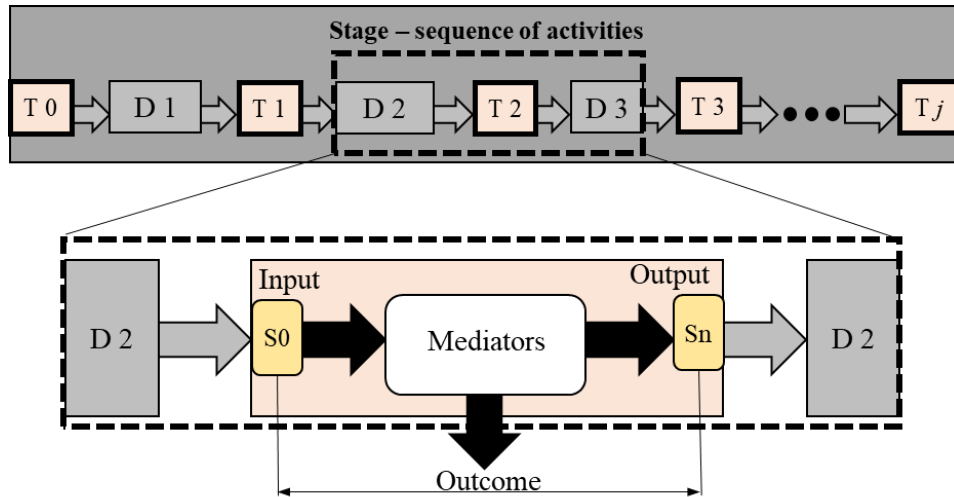 Stage – sequence of activities
T 0
D 1
T 1
D 2
T 2
D 3
T 3
T j
Input
Output
D 2
S0
Mediators
Sn
D 2
Outcome